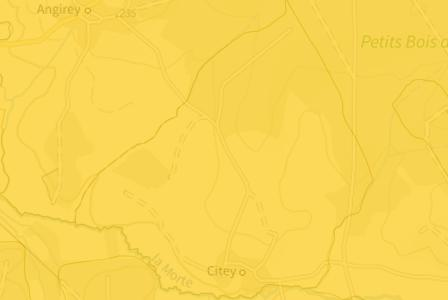 Angirey
235
Petits Bois d
la Morte
Citey